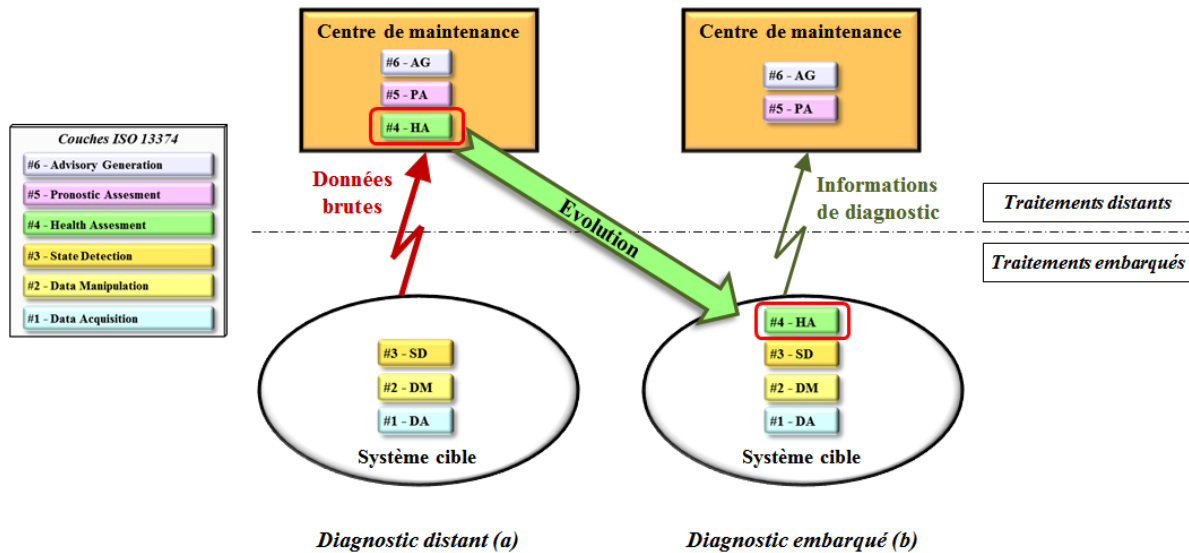 Couches ISO 13374
#6 - Advisory Generation
#5 - Pronostic Assesment
#4 - Health Assesment
#3 - State Detection
#2 - Data Manipulation
#1 - Data Acquisition
Centre de maintenance
#6 - AG
#5 - PA
#4 - HA
Données
brutes
Evolution
#3 - SD
#2 - DM
#1 - DA
Système cible
Diagnostic distant (a)
Centre de maintenance
#6 - AG
#5 - PA
Informations
de diagnostic
#4 - HA
#3 - SD
#2 - DM
#1 - DA
Système cible
Diagnostic embarqué (b)
Traitements distants
Traitements embarqués